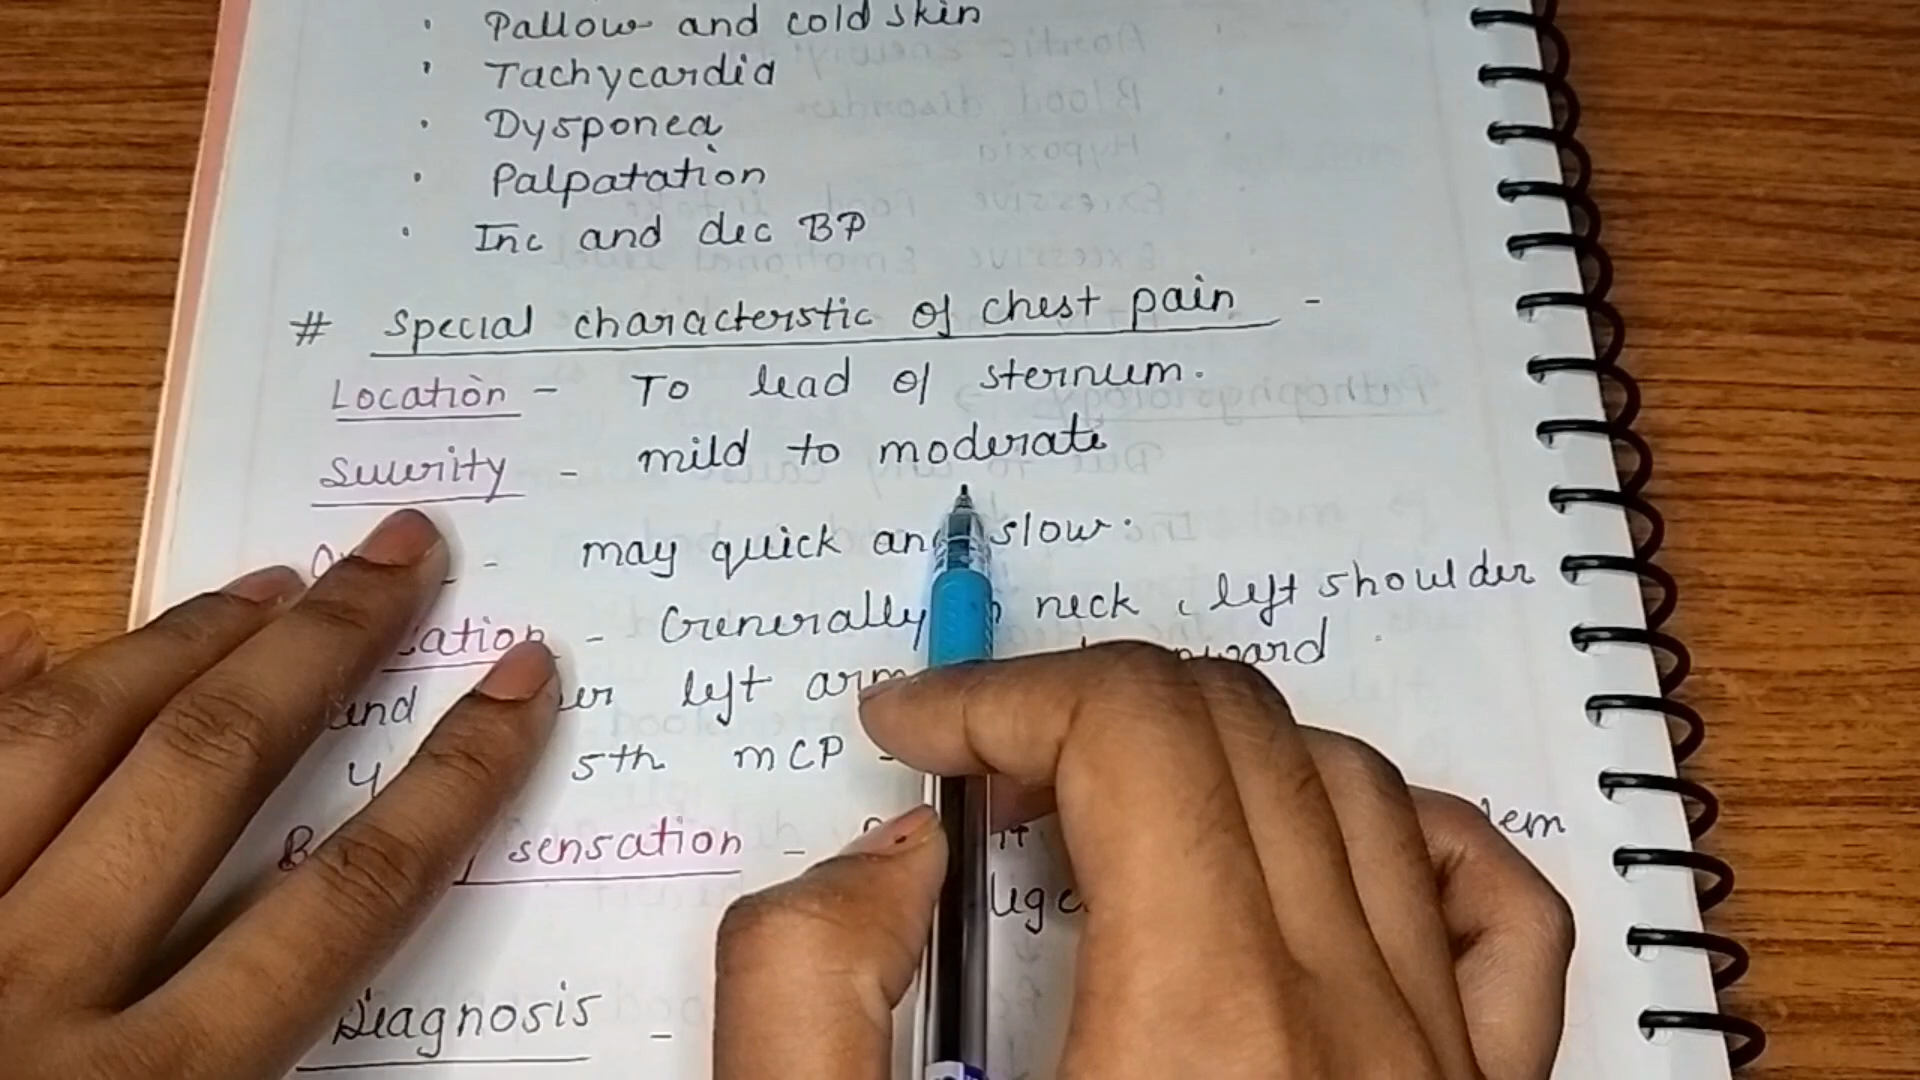 · Pallow and cold skin
· Tachycardia
· Dysponea
· Palpatation
· Inc and dec BP
# Special characterstic of chest pain -
Location - To lead of sternum.
Suverity - mild to moderate
- may quick and slow.
- Generally neck, left shoulder
and left arm
5th MCP -
sensation -
Diagnosis -